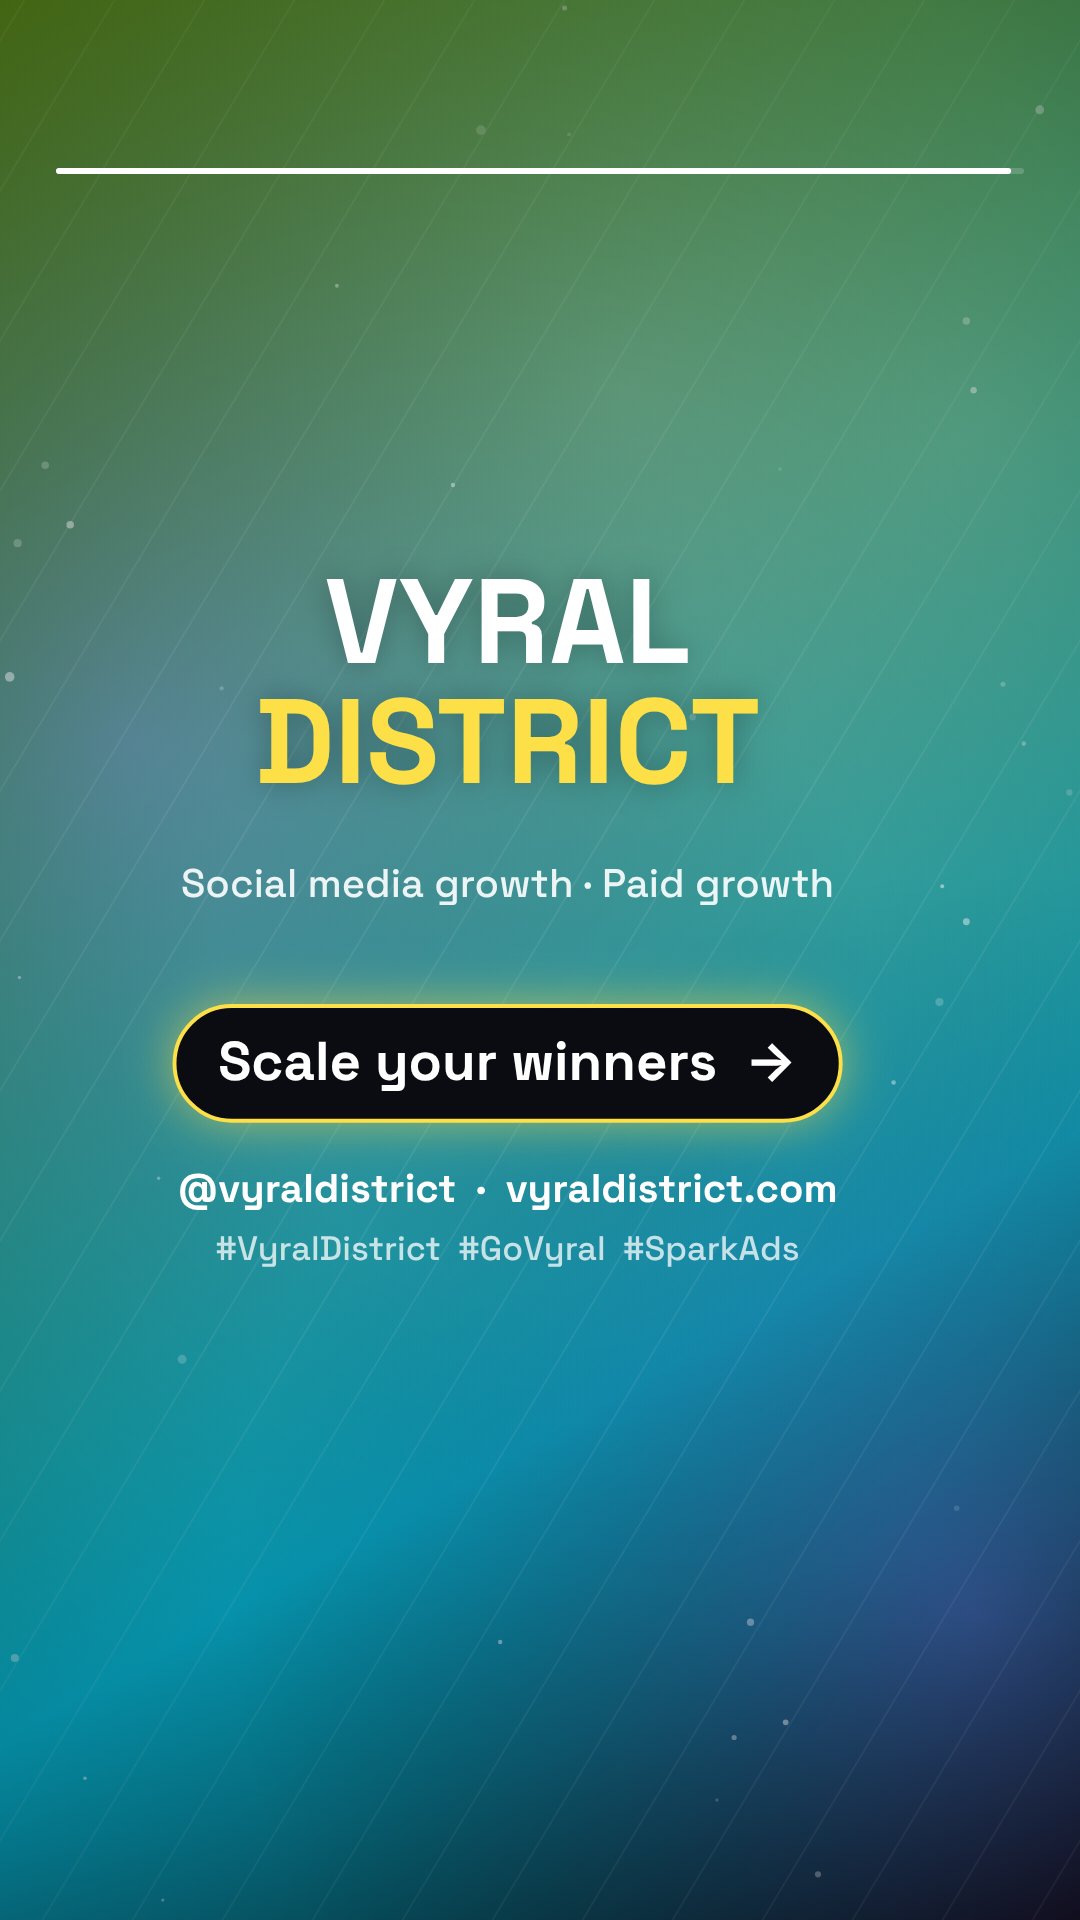 VYRAL
DISTRICT
Social media growth · Paid growth
Scale your winners →
@vyraldistrict · vyraldistrict.com
#VyralDistrict #GoVyral #SparkAds